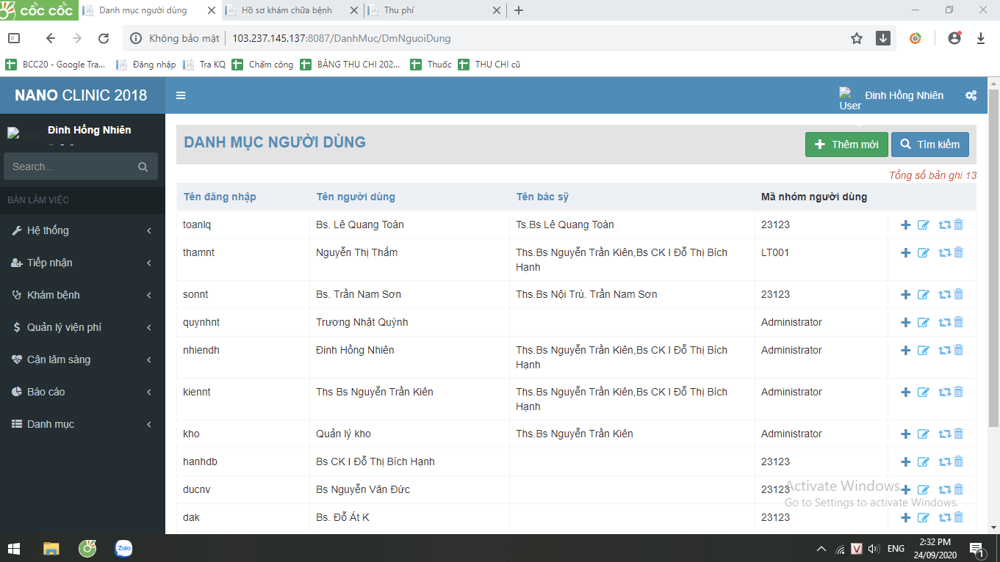 cốc cốc
Danh mục người dùng
Hồ sơ khám chữa bệnh
Thu phí
Không bảo mật
103.237.145.137:8087/DanhMuc/DmNguoiDung
BCC20 - Google Tra...
Đăng nhập
Tra KQ
Chấm công
BẢNG THU CHI 202...
Thuốc
THU CHI cũ
NANO CLINIC 2018
User
Đinh Hồng Nhiên
Đinh Hồng Nhiên
Search...
BÀN LÀM VIỆC
Hệ thống
Tiếp nhận
Khám bệnh
Quản lý viện phí
Cận lâm sàng
Báo cáo
Danh mục
DANH MỤC NGƯỜI DÙNG
Thêm mới
Tìm kiếm
Tổng số bản ghi 13
Tên đăng nhập Tên người dùng Tên bác sỹ Mã nhóm người dùng
toanlq Bs. Lê Quang Toàn Ts.Bs Lê Quang Toàn 23123
thamnt Nguyễn Thị Thắm Ths.Bs Nguyễn Trần Kiên,Bs CK I Đỗ Thị Bích LT001
Hạnh
sonnt Bs. Trần Nam Sơn Ths.Bs Nội Trú. Trần Nam Sơn 23123
quynhnt Trương Nhật Quỳnh Administrator
nhiendh Đinh Hồng Nhiên Ths.Bs Nguyễn Trần Kiên,Bs CK I Đỗ Thị Bích Administrator
Hạnh
kiennt Ths Bs Nguyễn Trần Kiên Ths.Bs Nguyễn Trần Kiên,Bs CK I Đỗ Thị Bích Administrator
Hạnh
kho Quản lý kho Ths.Bs Nguyễn Trần Kiên Administrator
hanhdb Bs CK I Đỗ Thị Bích Hạnh 23123
ducnv Bs Nguyễn Văn Đức 23123
dak Bs. Đỗ Át K 23123
Activate Windows
Go to Settings to activate Windows.
Zalo
V
ENG
2:32 PM
24/09/2020
1